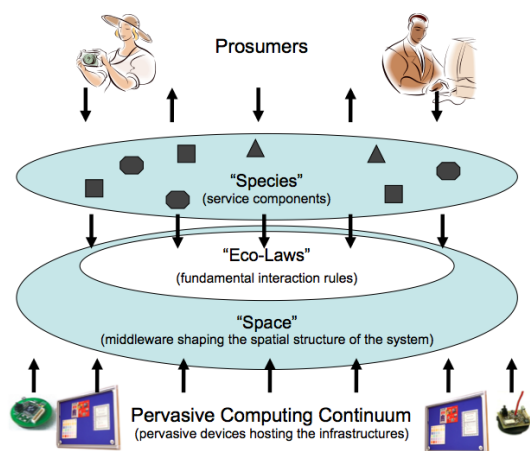 Prosumers
“Species”
(service components)
“Eco-Laws”
(fundamental interaction rules)
“Space”
(middleware shaping the spatial structure of the system)
Pervasive Computing Continuum
(pervasive devices hosting the infrastructures)